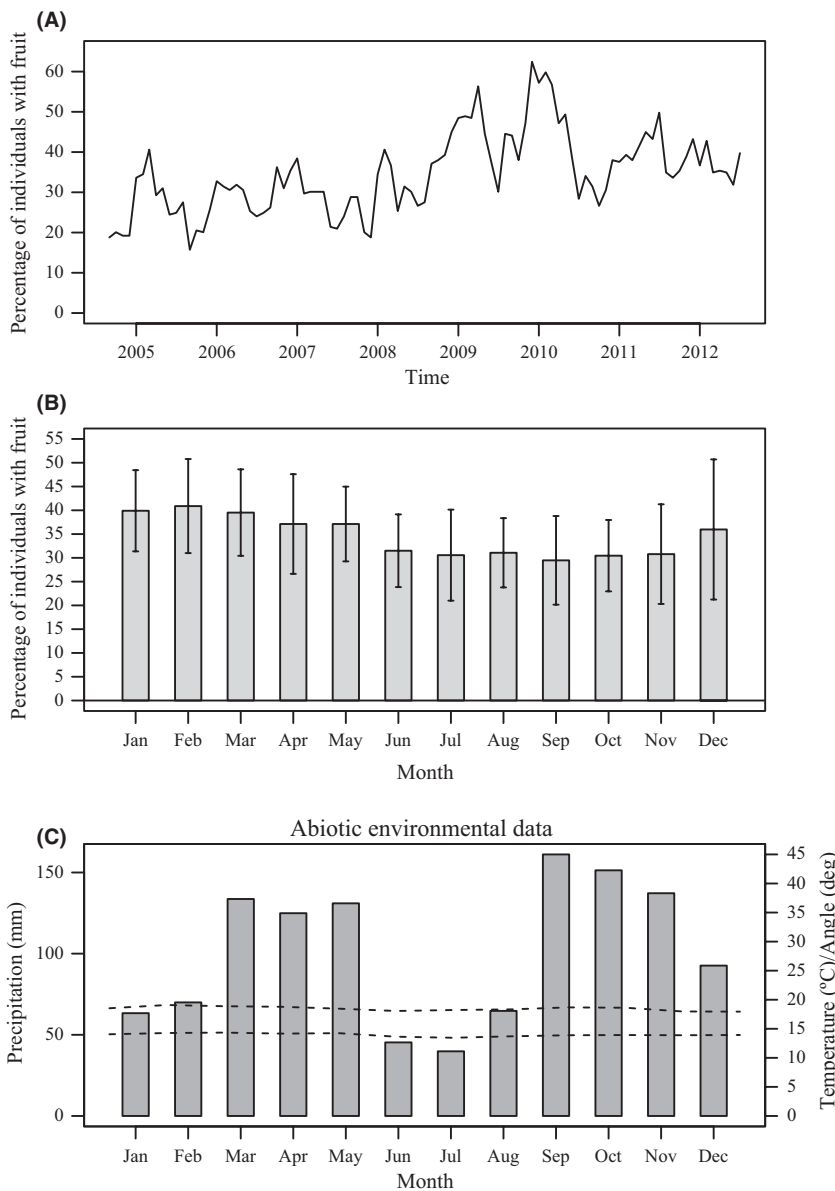 (A)
Percentage of individuals with fruit
60
50
40
30
20
10
0
2005 2006 2007 2008 2009 2010 2011 2012
Time
(B)
Percentage of individuals with fruit
55
50
45
40
35
30
25
20
15
10
5
0
Jan Feb Mar Apr May Jun Jul Aug Sep Oct Nov Dec
Month
(C)
Abiotic environmental data
Precipitation (mm)
150
100
50
0
45
40
35
30
25
20
15
10
5
0
Temperature (ºC)/Angle (deg)
Jan Feb Mar Apr May Jun Jul Aug Sep Oct Nov Dec
Month